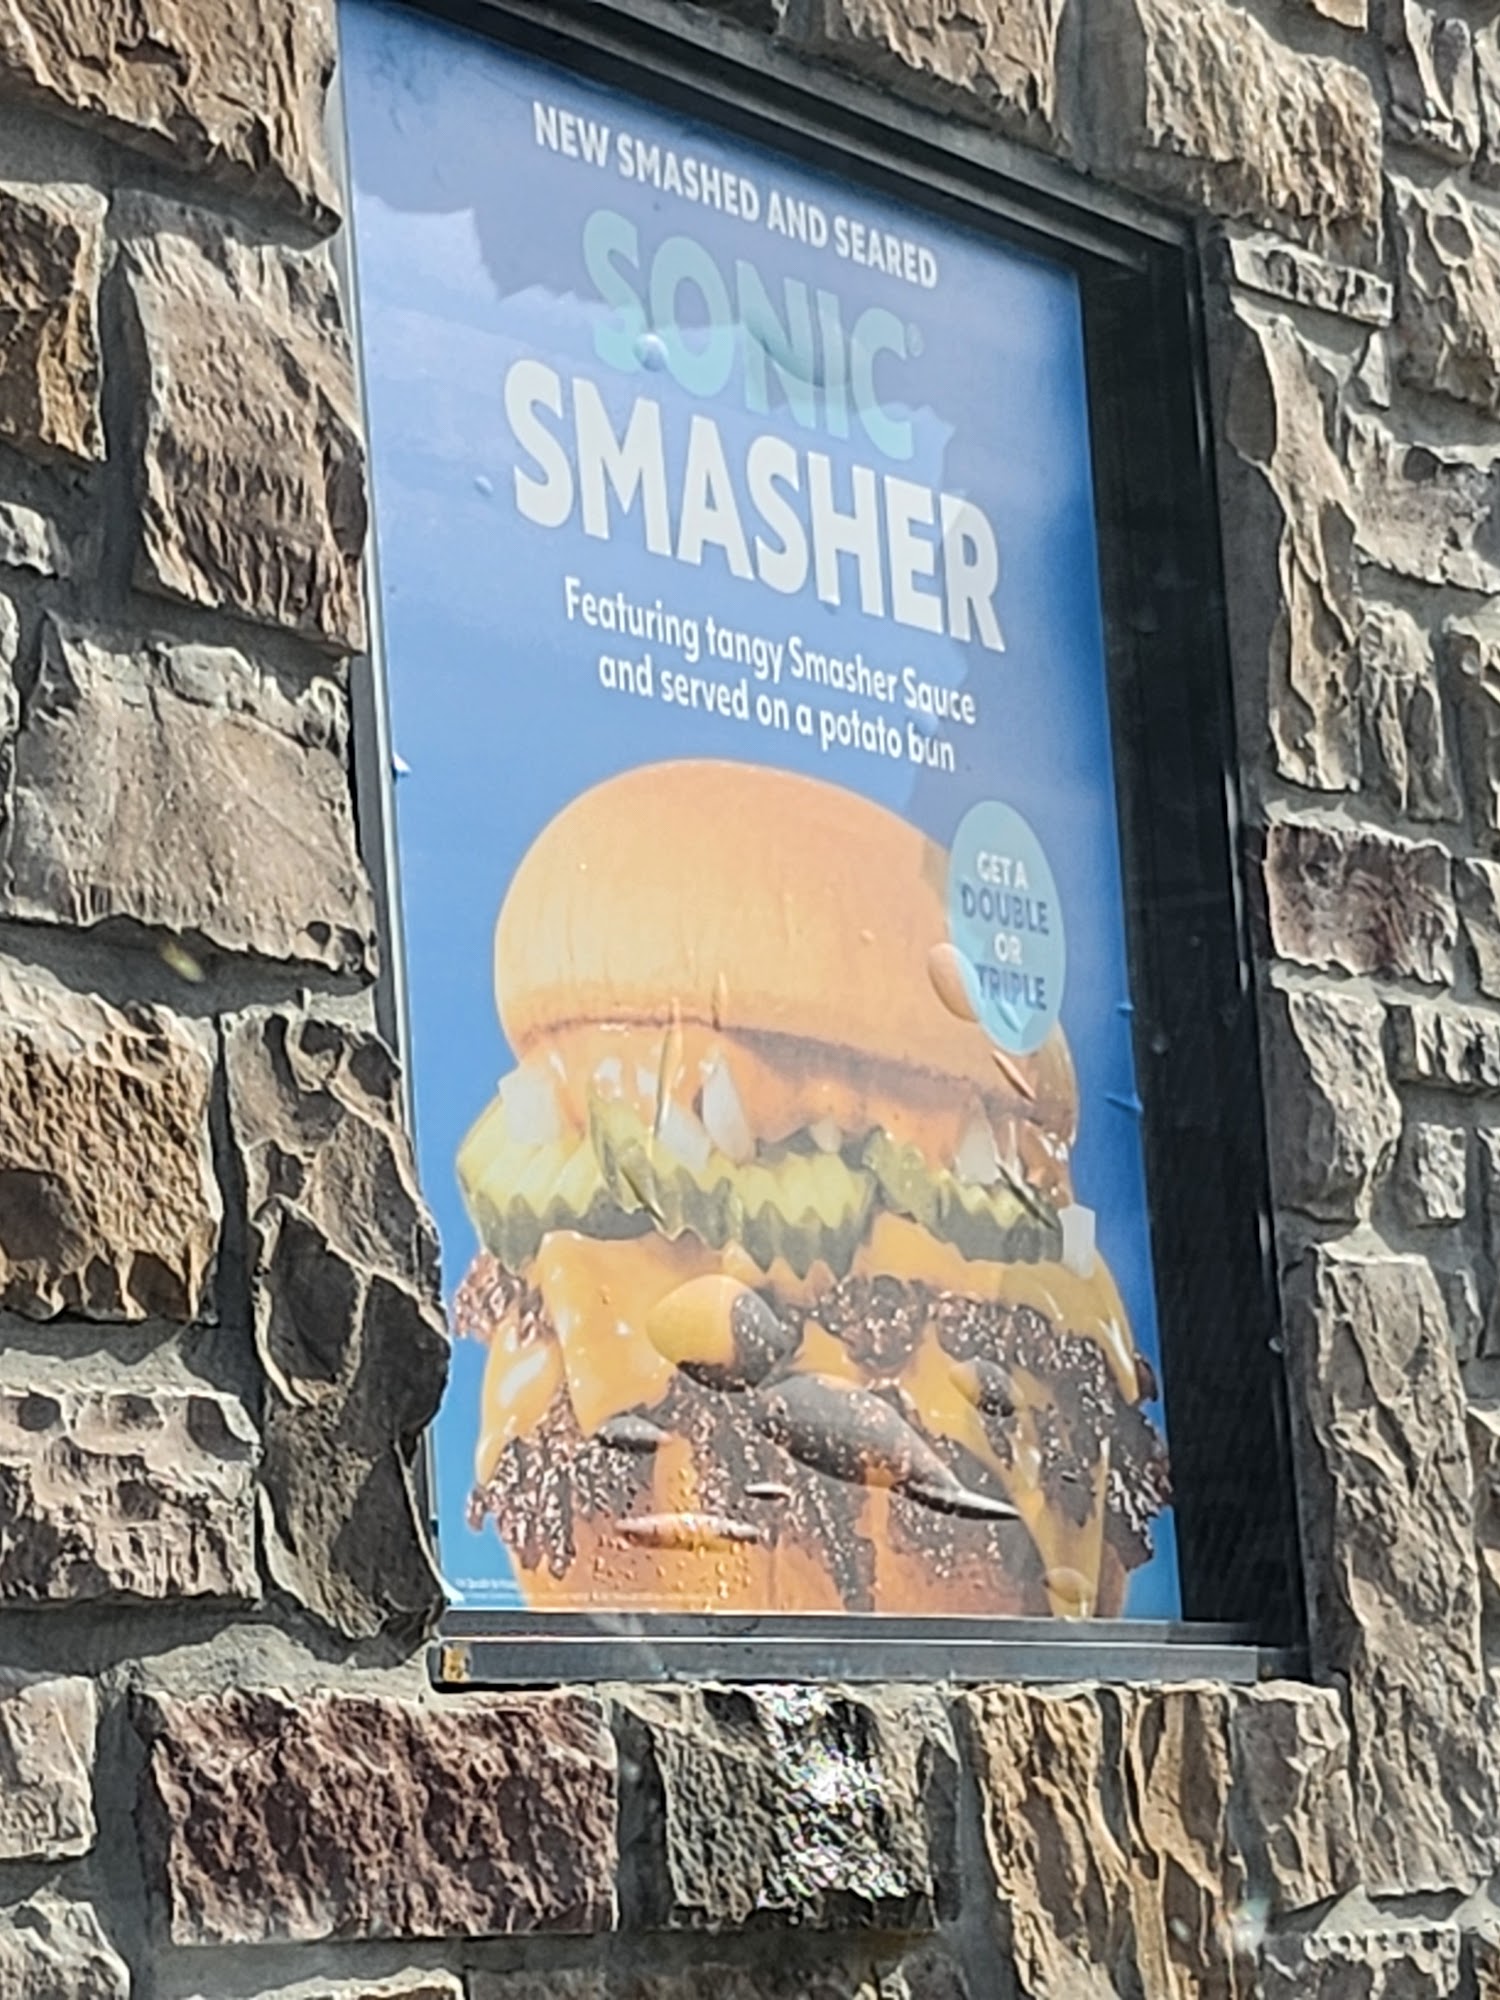 NEW SMASHED AND SEARED
SONIC®
SMASHER
Featuring tangy Smasher Sauce
and served on a potato bun
GET A
DOUBLE
OR
TRIPLE